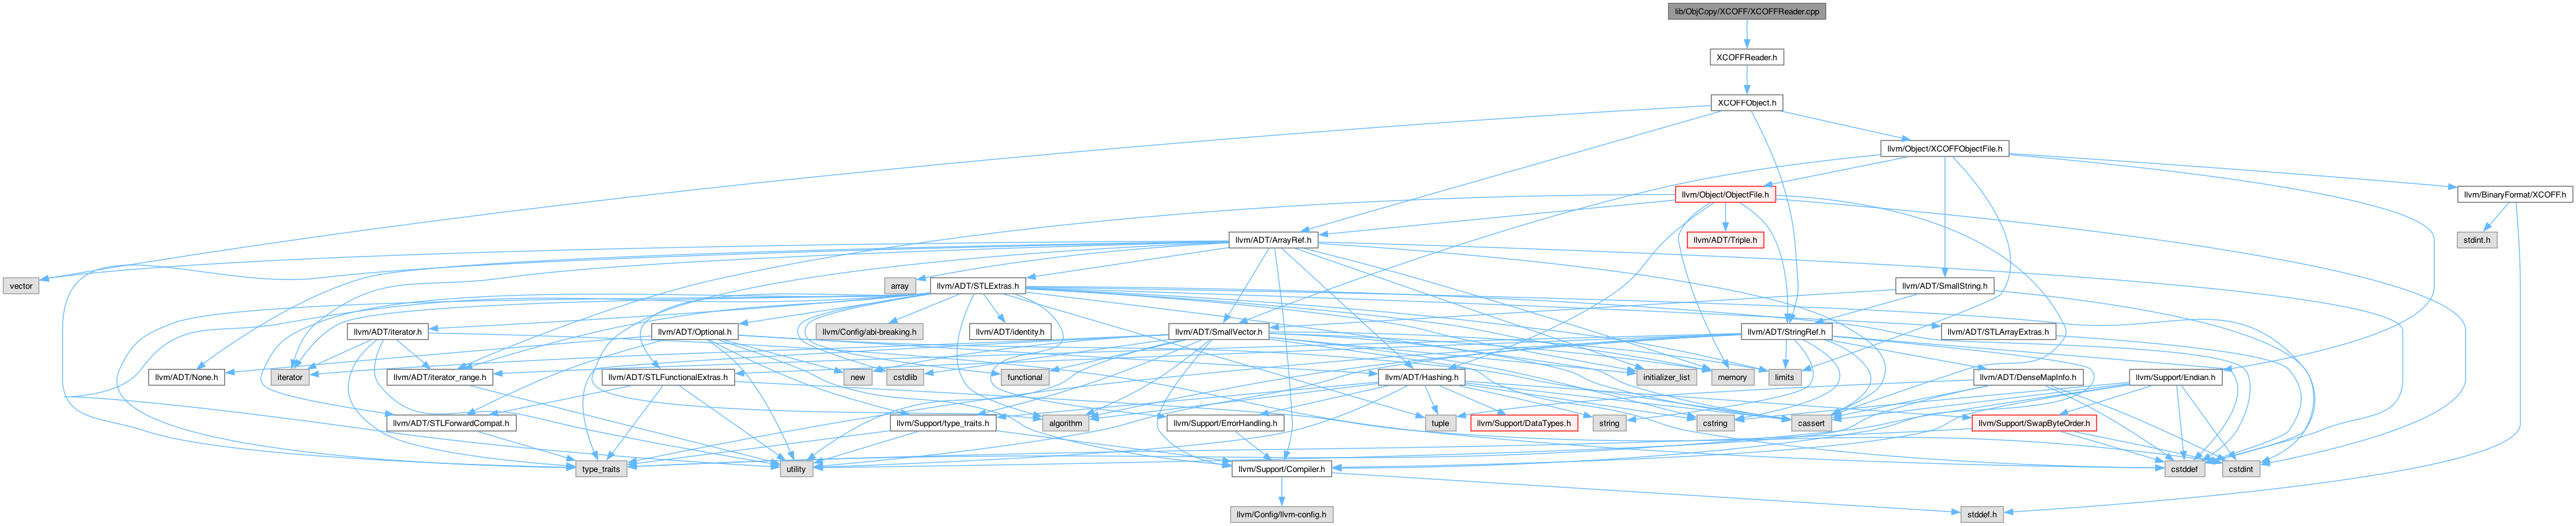 lib/ObjCopy/XCOFF/XCOFFReader.cpp
XCOFFReader.h
XCOFFObject.h
llvm/Object/XCOFFObjectFile.h
llvm/Object/ObjectFile.h
llvm/BinaryFormat/XCOFF.h
llvm/ADT/ArrayRef.h
llvm/ADT/Triple.h
stdint.h
vector
array
llvm/ADT/STLExtras.h
llvm/ADT/SmallString.h
llvm/ADT/iterator.h
llvm/ADT/Optional.h
llvm/Config/abi-breaking.h
llvm/ADT/identity.h
llvm/ADT/SmallVector.h
llvm/ADT/StringRef.h
llvm/ADT/STLArrayExtras.h
llvm/ADT/None.h
iterator
llvm/ADT/iterator_range.h
llvm/ADT/STLFunctionalExtras.h
new
cstdlib
functional
initializer_list
memory
limits
llvm/ADT/Hashing.h
llvm/ADT/DenseMapInfo.h
llvm/Support/Endian.h
llvm/ADT/STLForwardCompat.h
llvm/Support/type_traits.h
algorithm
llvm/Support/ErrorHandling.h
tuple
llvm/Support/DataTypes.h
string
cstring
cassert
llvm/Support/SwapByteOrder.h
type_traits
utility
llvm/Support/Compiler.h
cstddef
cstdint
llvm/Config/llvm-config.h
stddef.h